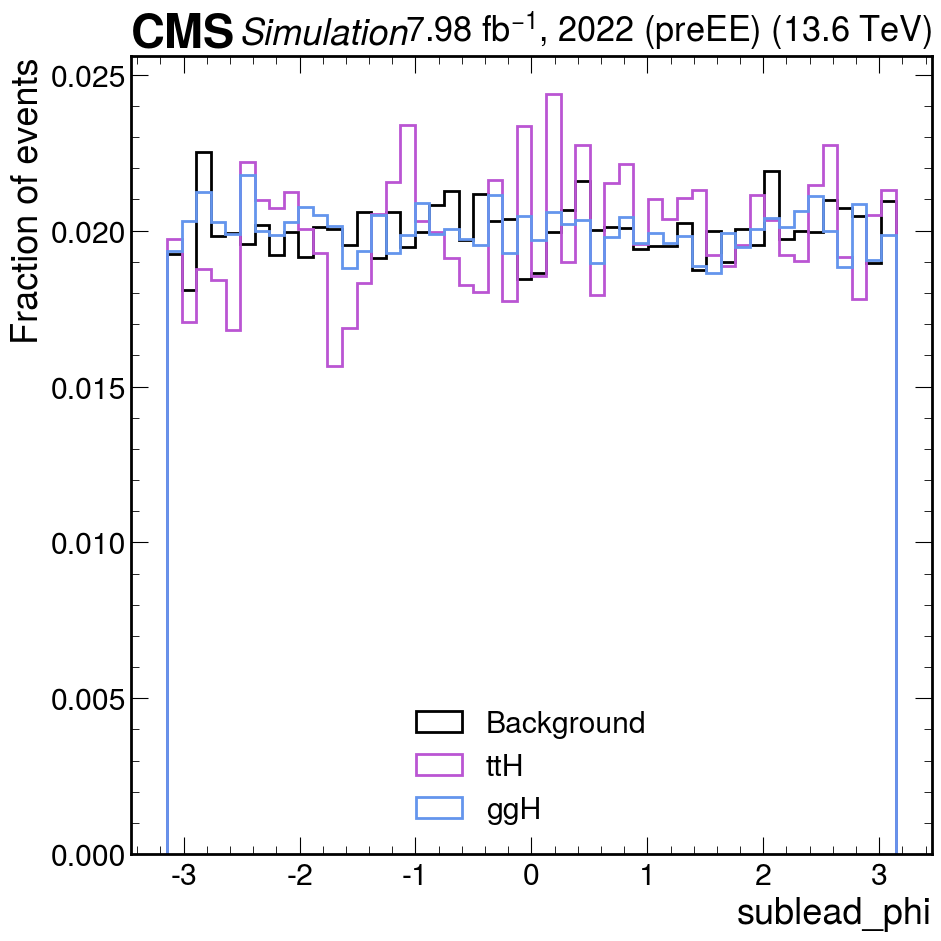 CMS Simulation 7.98 fb⁻¹, 2022 (preEE) (13.6 TeV)
Fraction of events
0.025
0.020
0.015
0.010
0.005
0.000
Background
ttH
ggH
-3 -2 -1 0 1 2 3
sublead_phi